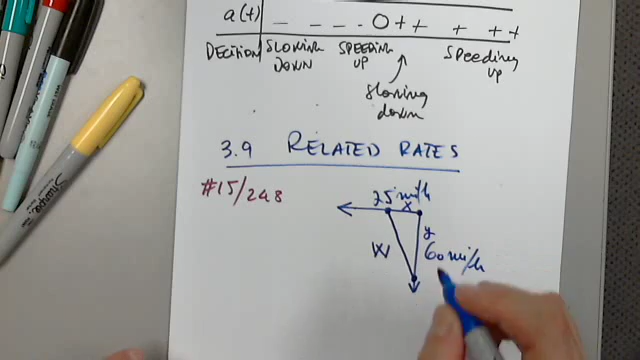 a(t) — — — - 0 + + + + +
DECISION SLOWING DOWN SPEEDING UP SPEEDING UP
slowing down
3.9 RELATED RATES
#15/248
25 mi/h
x
y
W 60 mi/h
Sharpie